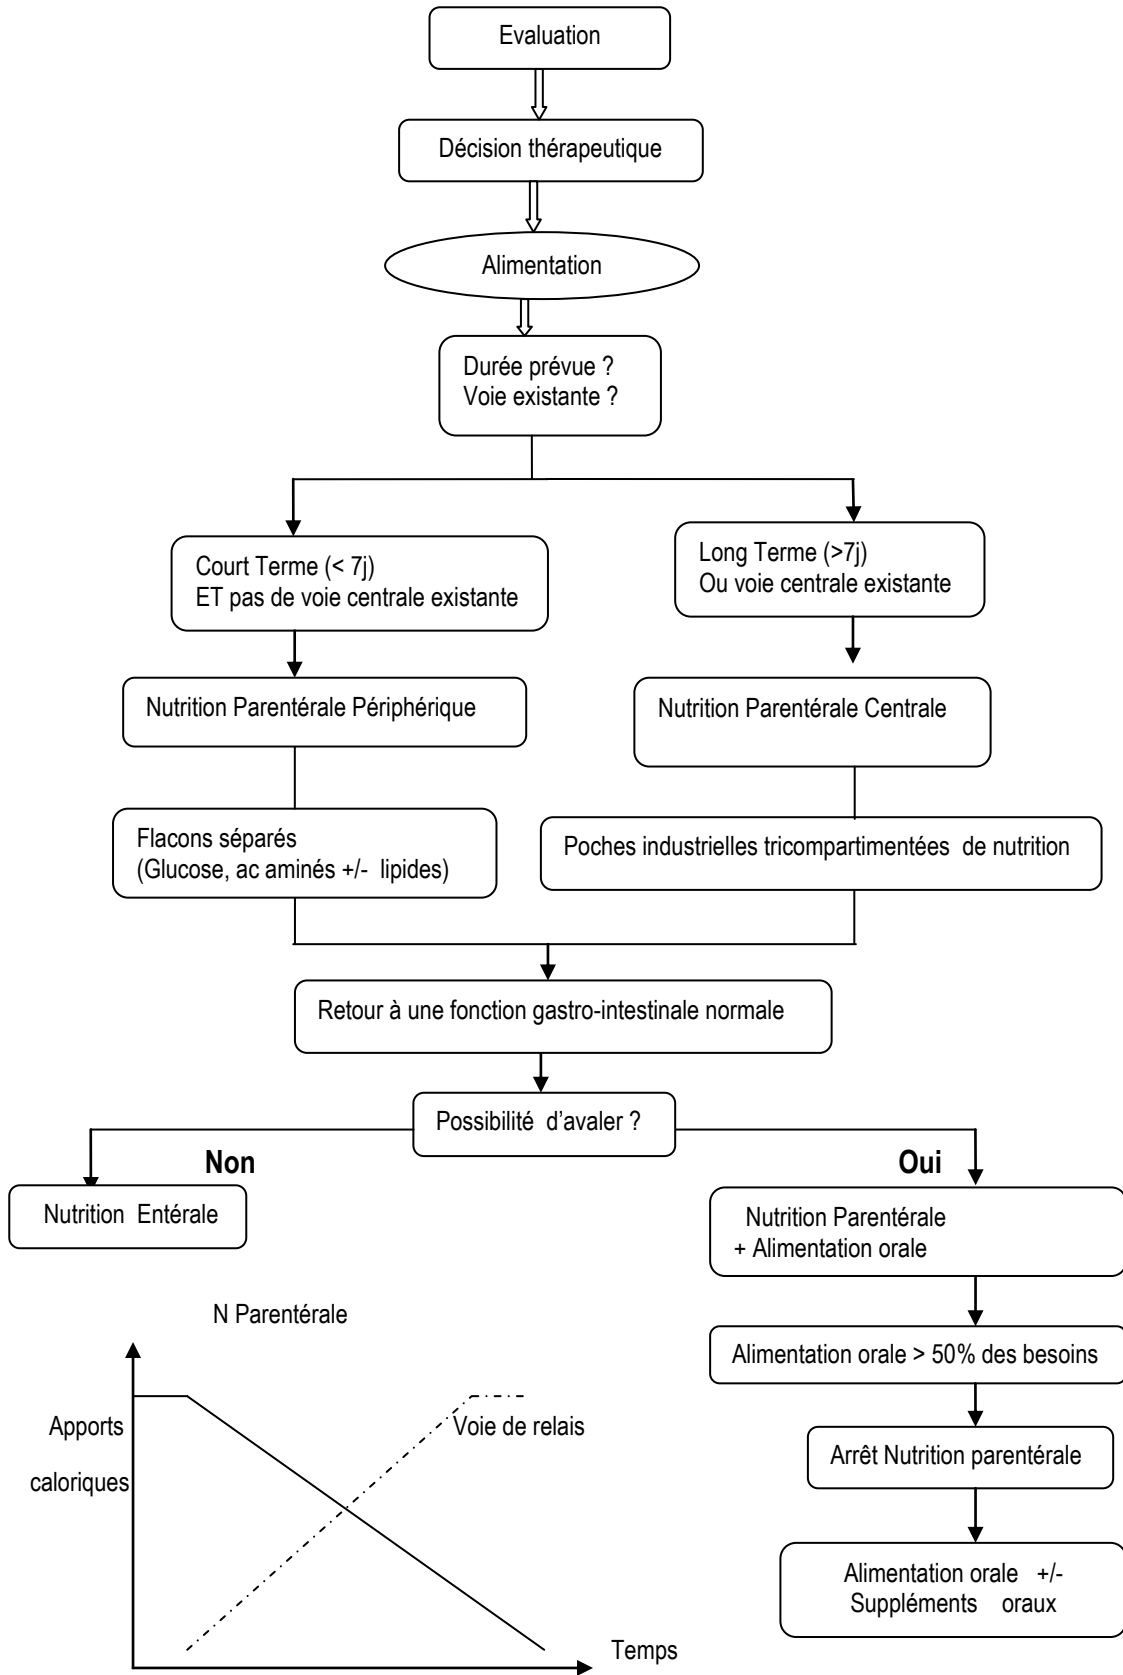 Evaluation
Décision thérapeutique
Alimentation
Durée prévue ?
Voie existante ?
Court Terme (< 7j)
ET pas de voie centrale existante
Long Terme (>7j)
Ou voie centrale existante
Nutrition Parentérale Périphérique
Nutrition Parentérale Centrale
Flacons séparés
(Glucose, ac aminés +/- lipides)
Poches industrielles tricompartimentées de nutrition
Retour à une fonction gastro-intestinale normale
Possibilité d'avaler ?
Non
Oui
Nutrition Entérale
Nutrition Parentérale
+ Alimentation orale
N Parentérale
Alimentation orale > 50% des besoins
Apports
caloriques
Voie de relais
Arrêt Nutrition parentérale
Alimentation orale +/-
Suppléments oraux
Temps